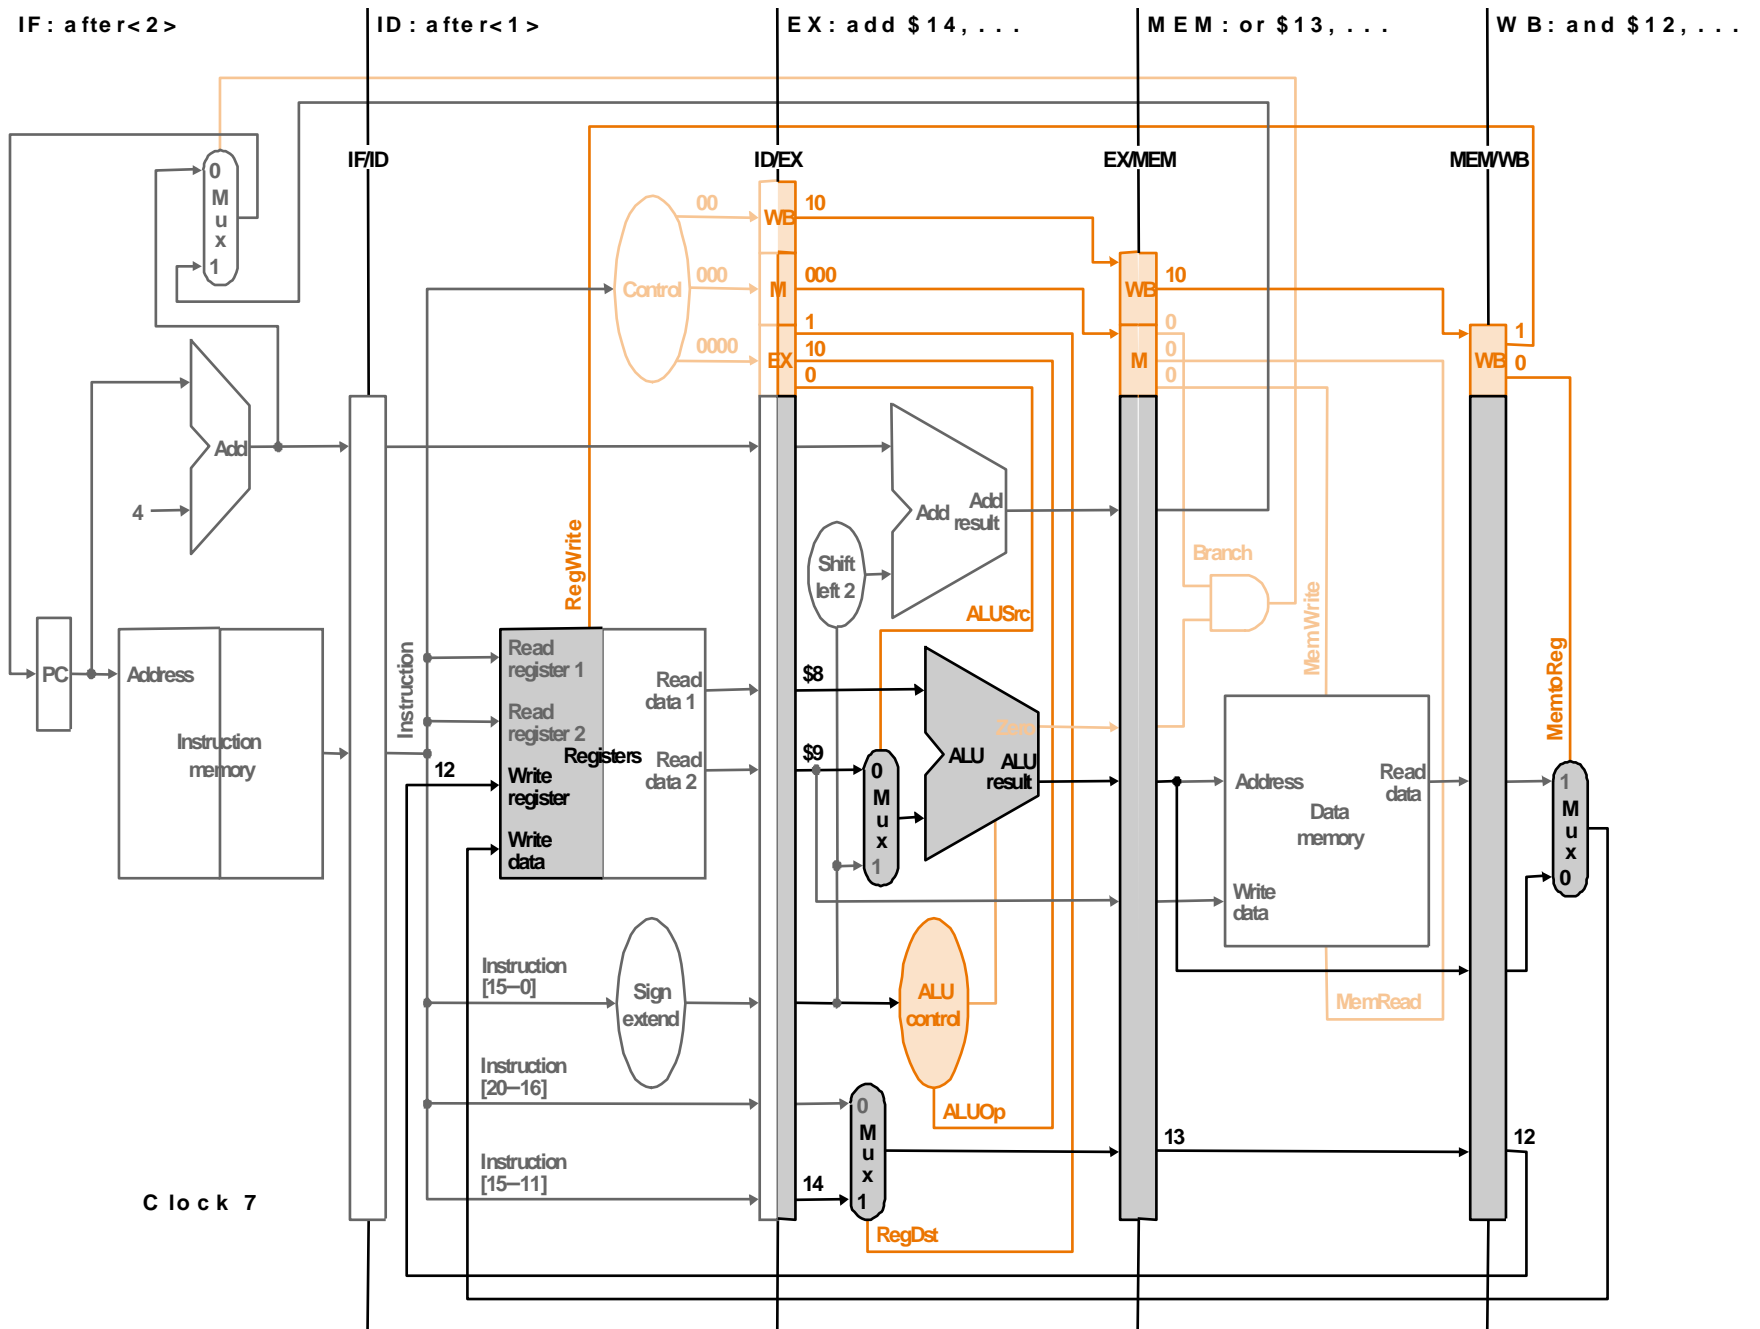 IF: after<2>
ID: after<1>
EX: add $14, . . .
MEM: or $13, . . .
WB: and $12, . . .
IF/ID
ID/EX
EX/MEM
MEM/WB
0
M
u
x
1
Control
00
000
0000
WB
M
EX
10
000
1
10
0
WB
M
10
0
0
0
WB
1
0
Add
4
RegWrite
Shift
left 2
Add
Add
result
ALUSrc
Branch
MemWrite
MemtoReg
PC
Address
Instruction
memory
Instruction
Read
register 1
Read
register 2
Registers
Write
register
Write
data
Read
data 1
Read
data 2
12
$8
$9
0
M
u
x
1
Zero
ALU
ALU
result
Address
Read
data
Data
memory
Write
data
1
M
u
x
0
Instruction
[15–0]
Sign
extend
ALU
control
MemRead
Instruction
[20–16]
ALUOp
Instruction
[15–11]
14
0
M
u
x
1
13
12
RegDst
Clock 7